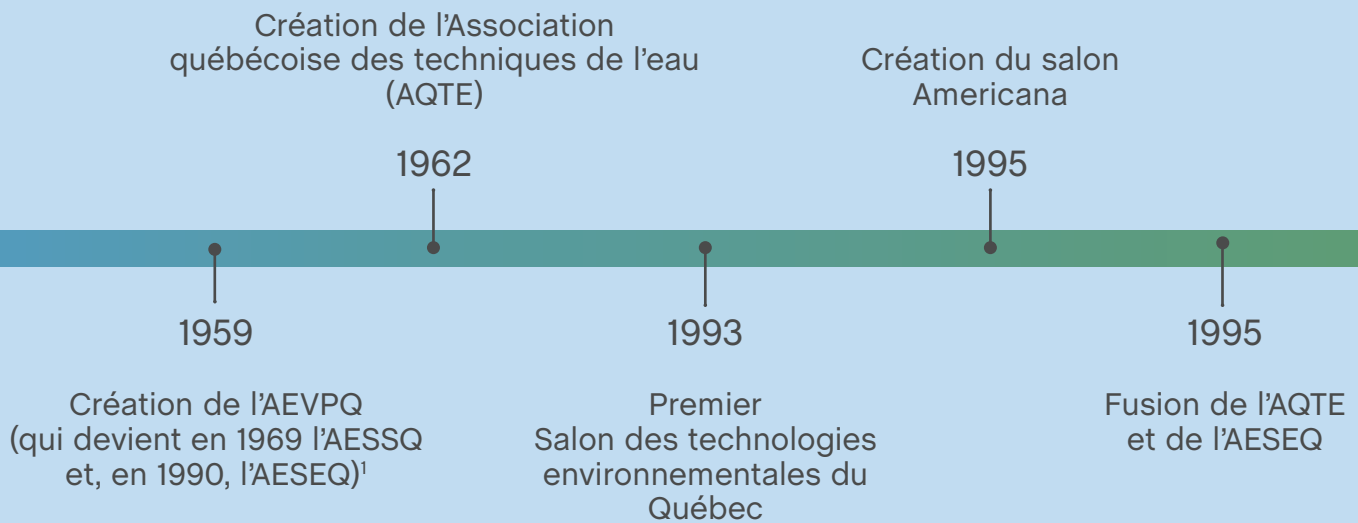 Création de l'Association
québécoise des techniques de l'eau
(AQTE)
1962
Création du salon
Americana
1995
1959
Création de l'AEVPQ
(qui devient en 1969 l'AESSQ
et, en 1990, l'AESEQ)¹
1993
Premier
Salon des technologies
environnementales du
Québec
1995
Fusion de l'AQTE
et de l'AESEQ